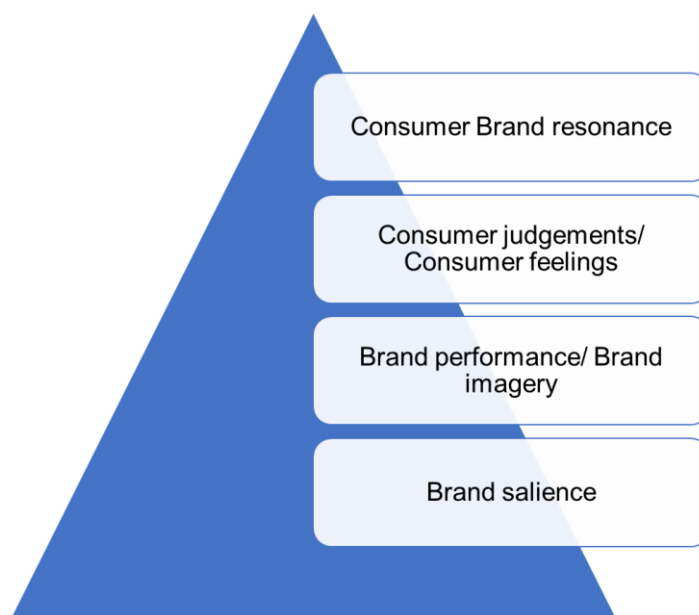 Consumer Brand resonance
Consumer judgements/
Consumer feelings
Brand performance/ Brand
imagery
Brand salience